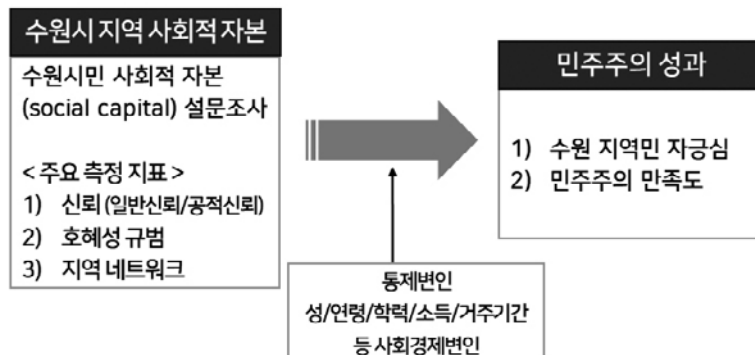 수원시 지역 사회적 자본
수원시민 사회적 자본
(social capital) 설문조사
< 주요 측정 지표 >
1) 신뢰 (일반신뢰/공적신뢰)
2) 호혜성 규범
3) 지역 네트워크
민주주의 성과
1) 수원 지역민 자긍심
2) 민주주의 만족도
통제변인
성/연령/학력/소득/거주기간
등 사회경제변인